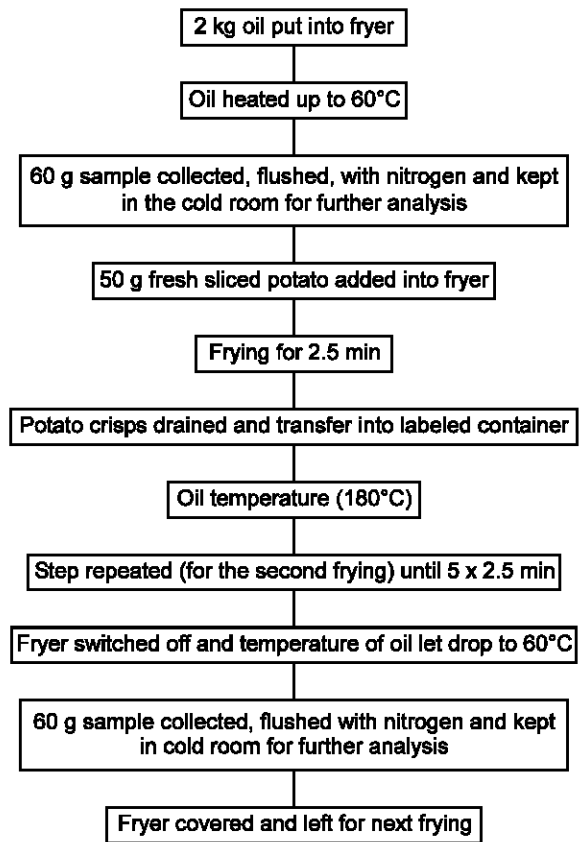 2 kg oil put into fryer
Oil heated up to 60°C
60 g sample collected, flushed, with nitrogen and kept
in the cold room for further analysis
50 g fresh sliced potato added into fryer
Frying for 2.5 min
Potato crisps drained and transfer into labeled container
Oil temperature (180°C)
Step repeated (for the second frying) until 5 x 2.5 min
Fryer switched off and temperature of oil let drop to 60°C
60 g sample collected, flushed with nitrogen and kept
in cold room for further analysis
Fryer covered and left for next frying